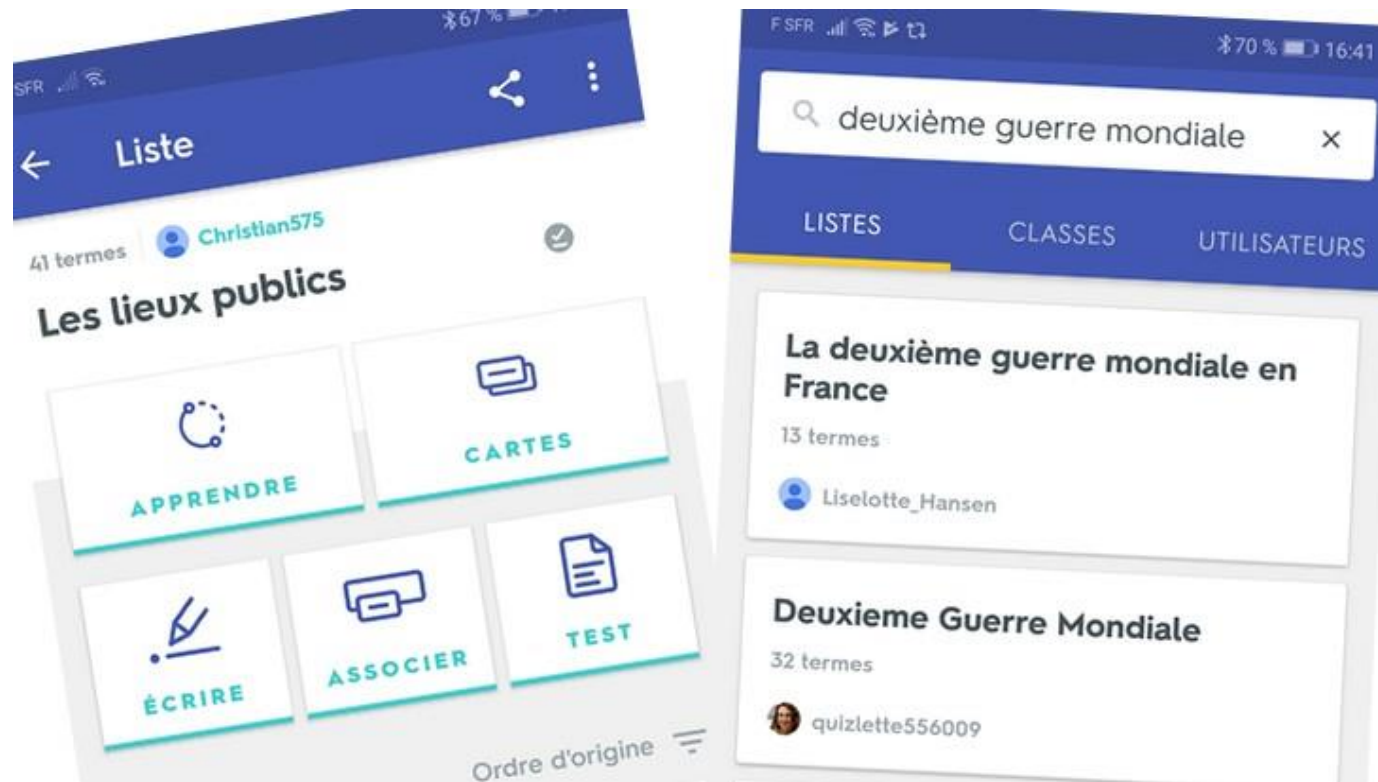 SFR
67 %
Liste
41 termes
Christian575
Les lieux publics
APPRENDRE
CARTES
ÉCRIRE
ASSOCIER
TEST
Ordre d'origine
F SFR
70 % 16:41
deuxième guerre mondiale ×
LISTES CLASSES UTILISATEURS
La deuxième guerre mondiale en
France
13 termes
Liselotte_Hansen
Deuxieme Guerre Mondiale
32 termes
quizlette556009